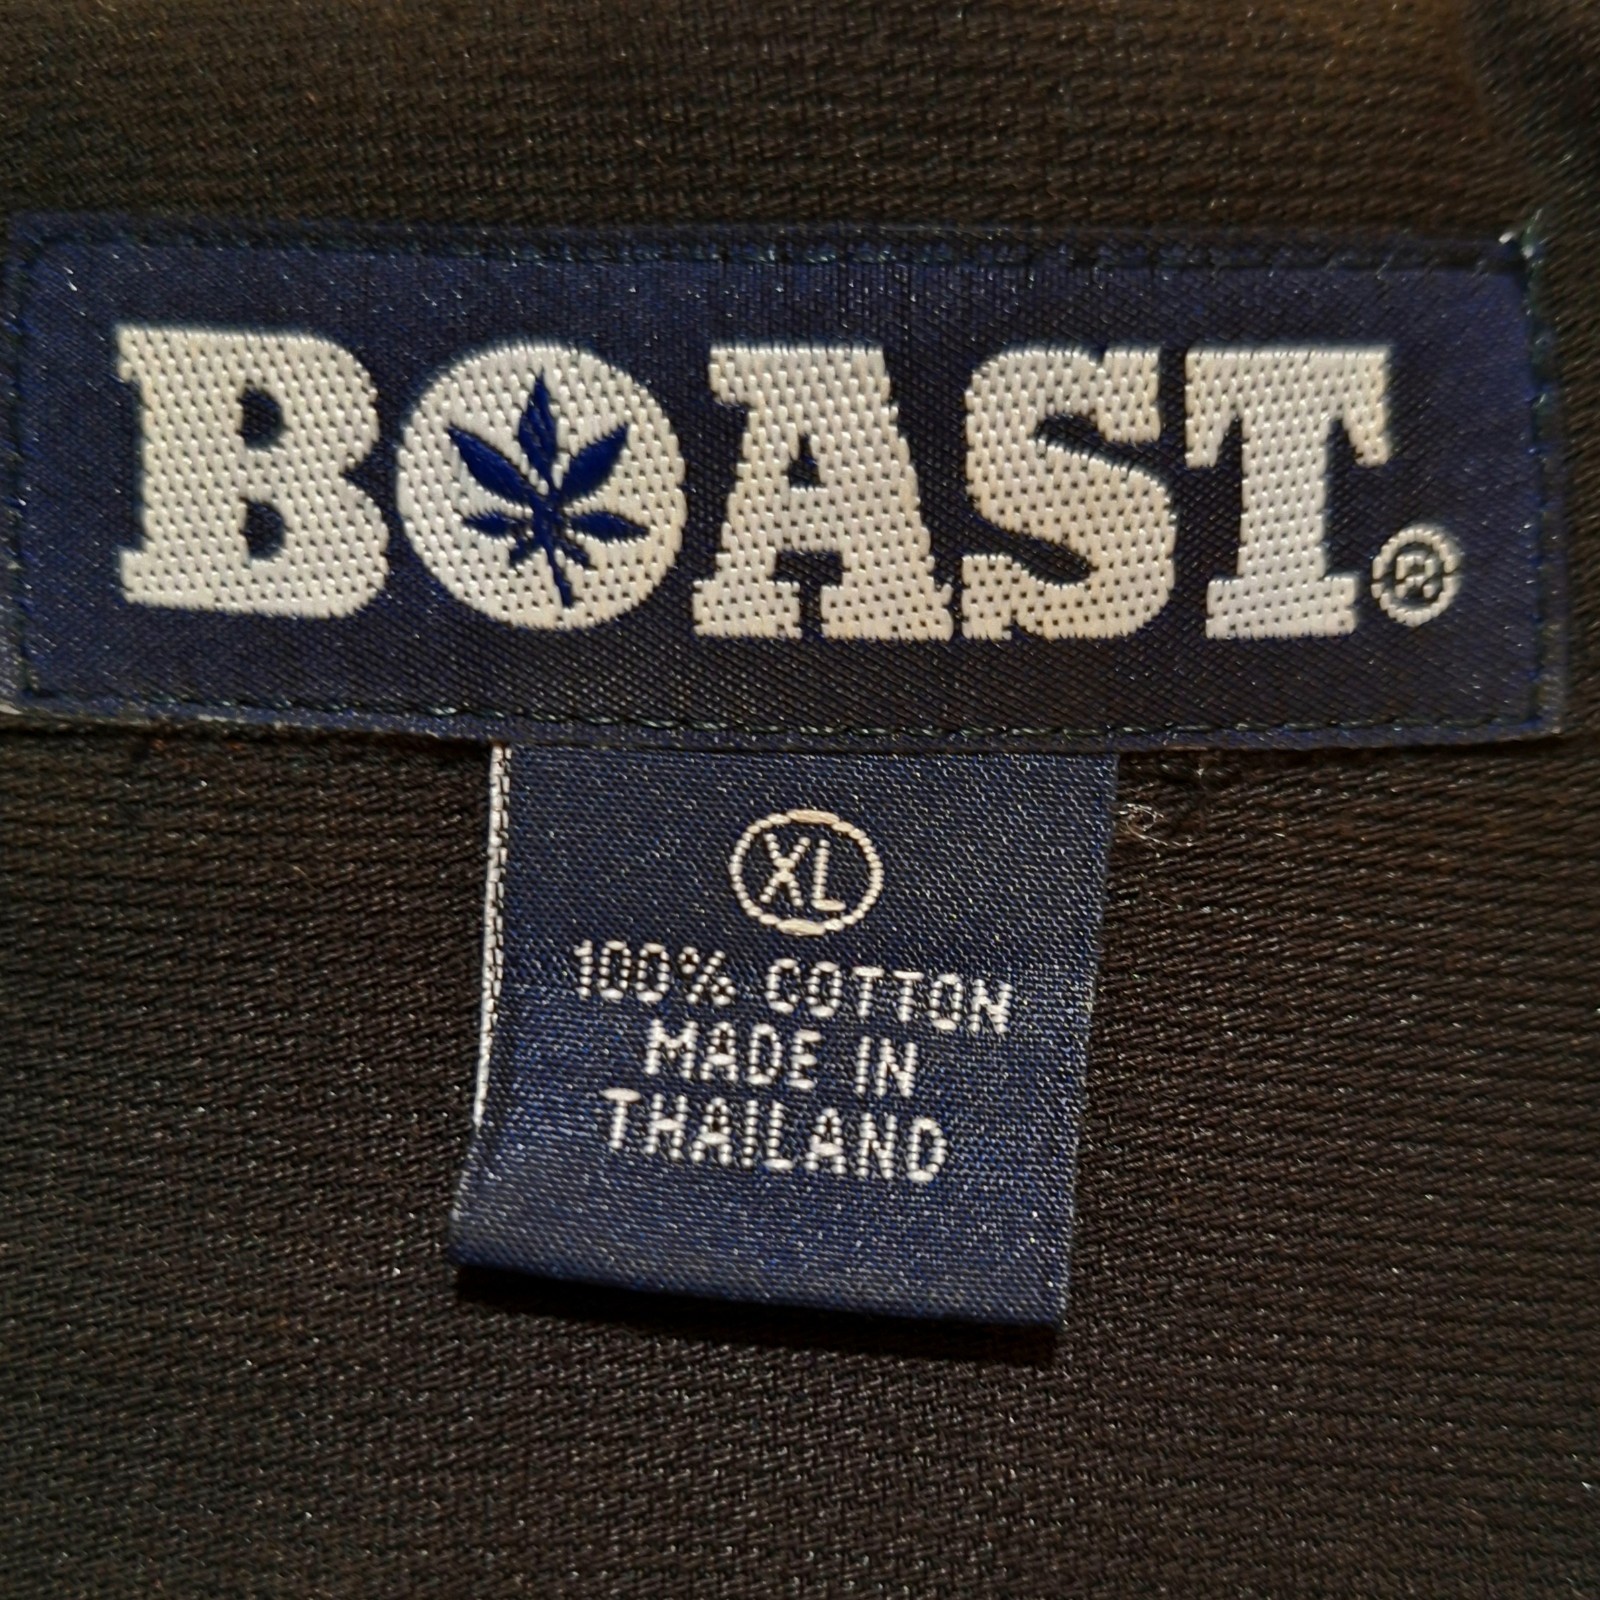 BOAST.®
XL
100% COTTON
MADE IN
THAILAND